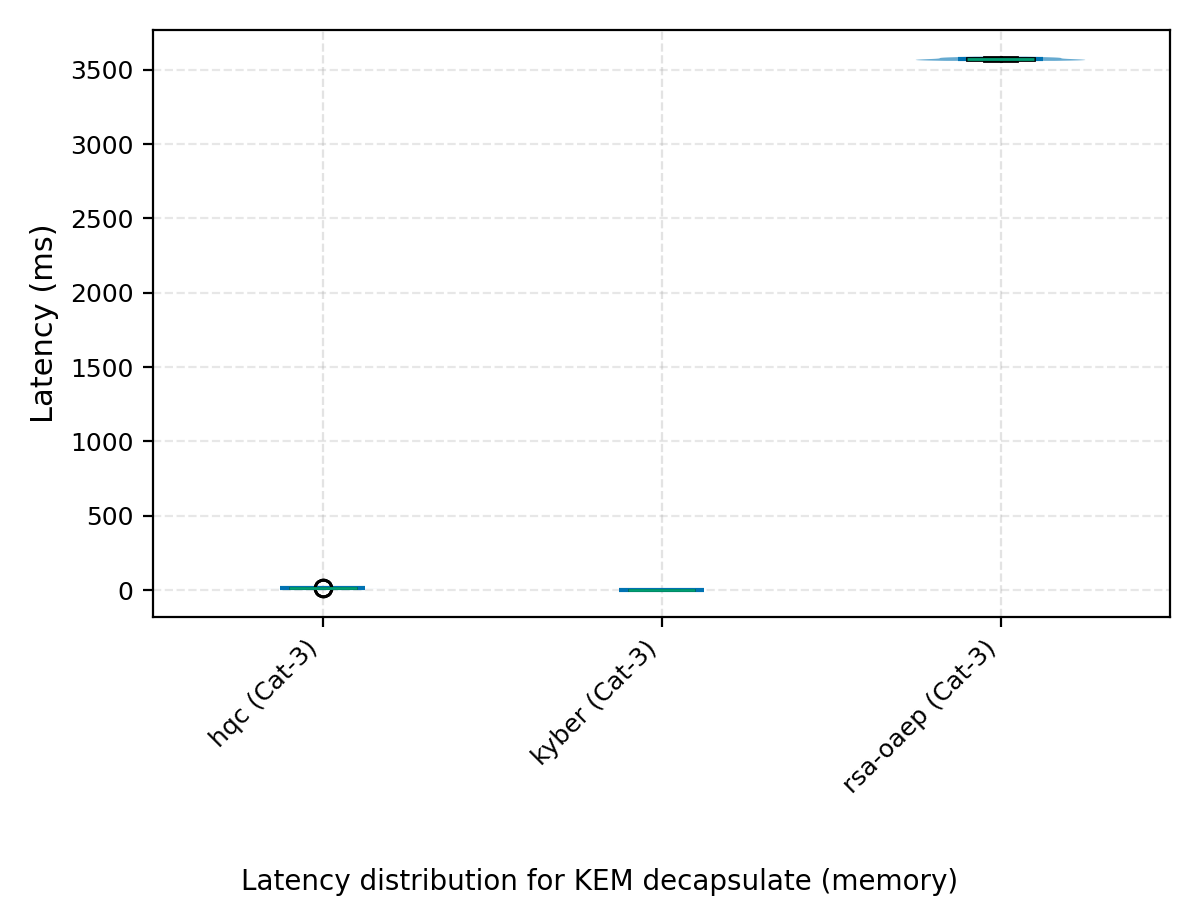 3500
3000
2500
2000
1500
1000
500
0
Latency (ms)
hqc (Cat-3)
kyber (Cat-3)
rsa-oaep (Cat-3)
Latency distribution for KEM decapsulate (memory)